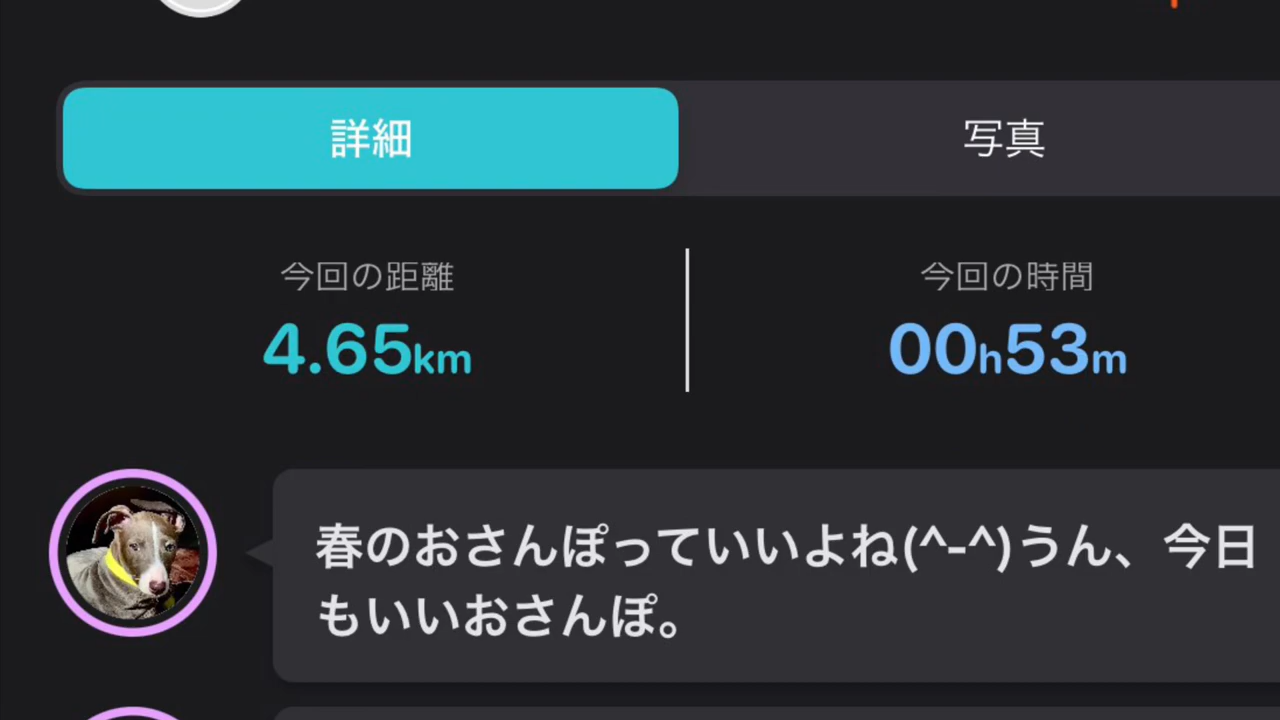 詳細
写真
今回の距離
今回の時間
4.65km
00h53m
春のおさんぽっていいよね(^-^)うん、今日
もいいおさんぽ。